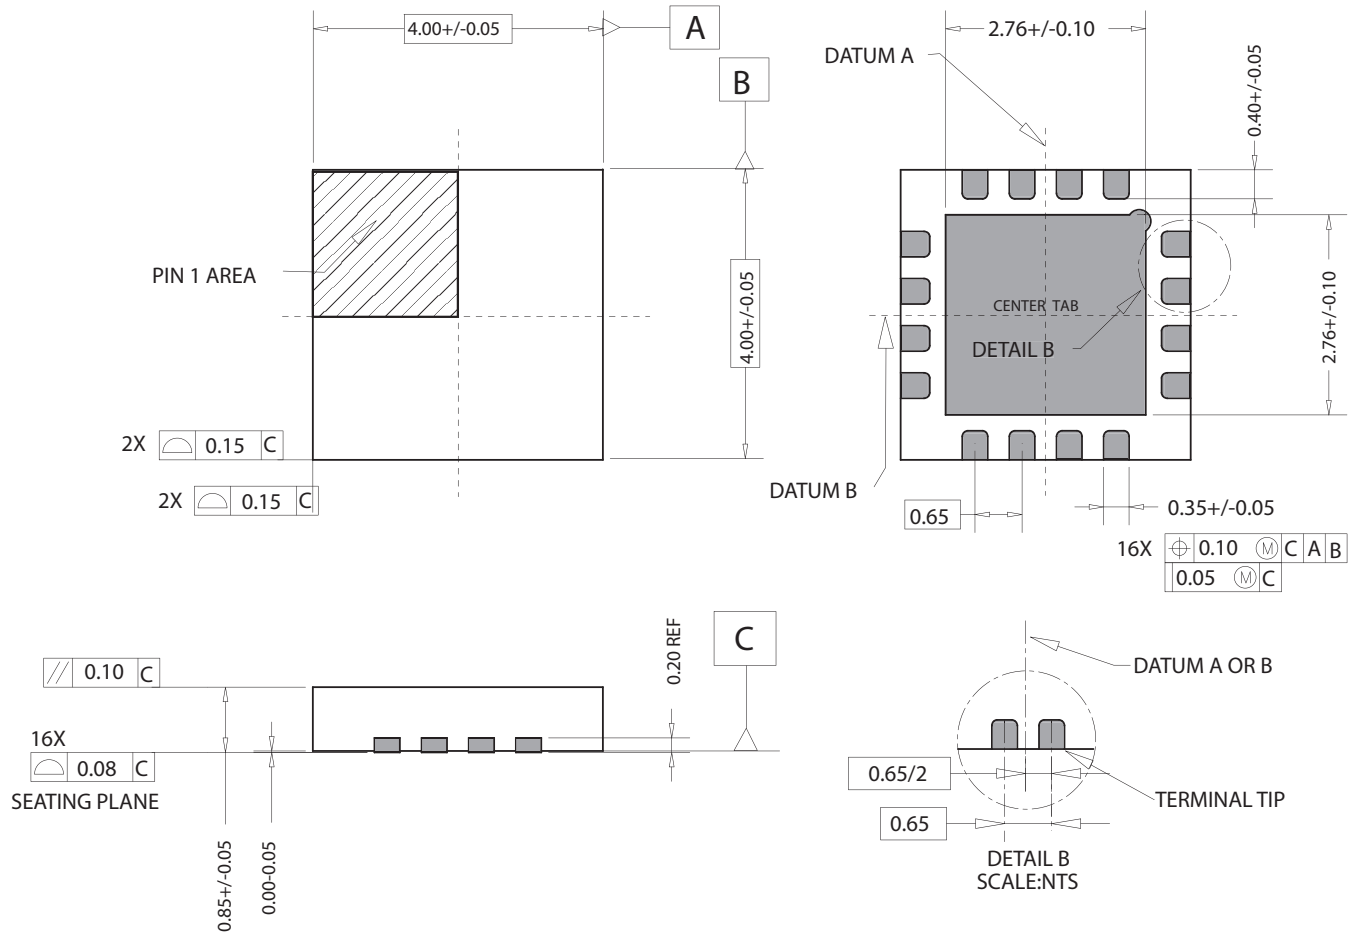 4.00+/-0.05
A
B
PIN 1 AREA
4.00+/-0.05
2X 0.15 C
2X 0.15 C
DATUM A
2.76+/-0.10
0.40+/-0.05
CENTER TAB
DETAIL B
2.76+/-0.10
DATUM B
0.65
0.35+/-0.05
16X 0.10 Ⓜ C A B
0.05 Ⓜ C
// 0.10 C
16X
0.08 C
SEATING PLANE
0.85+/-0.05
0.00-0.05
0.20 REF
C
DATUM A OR B
0.65/2
TERMINAL TIP
0.65
DETAIL B
SCALE:NTS